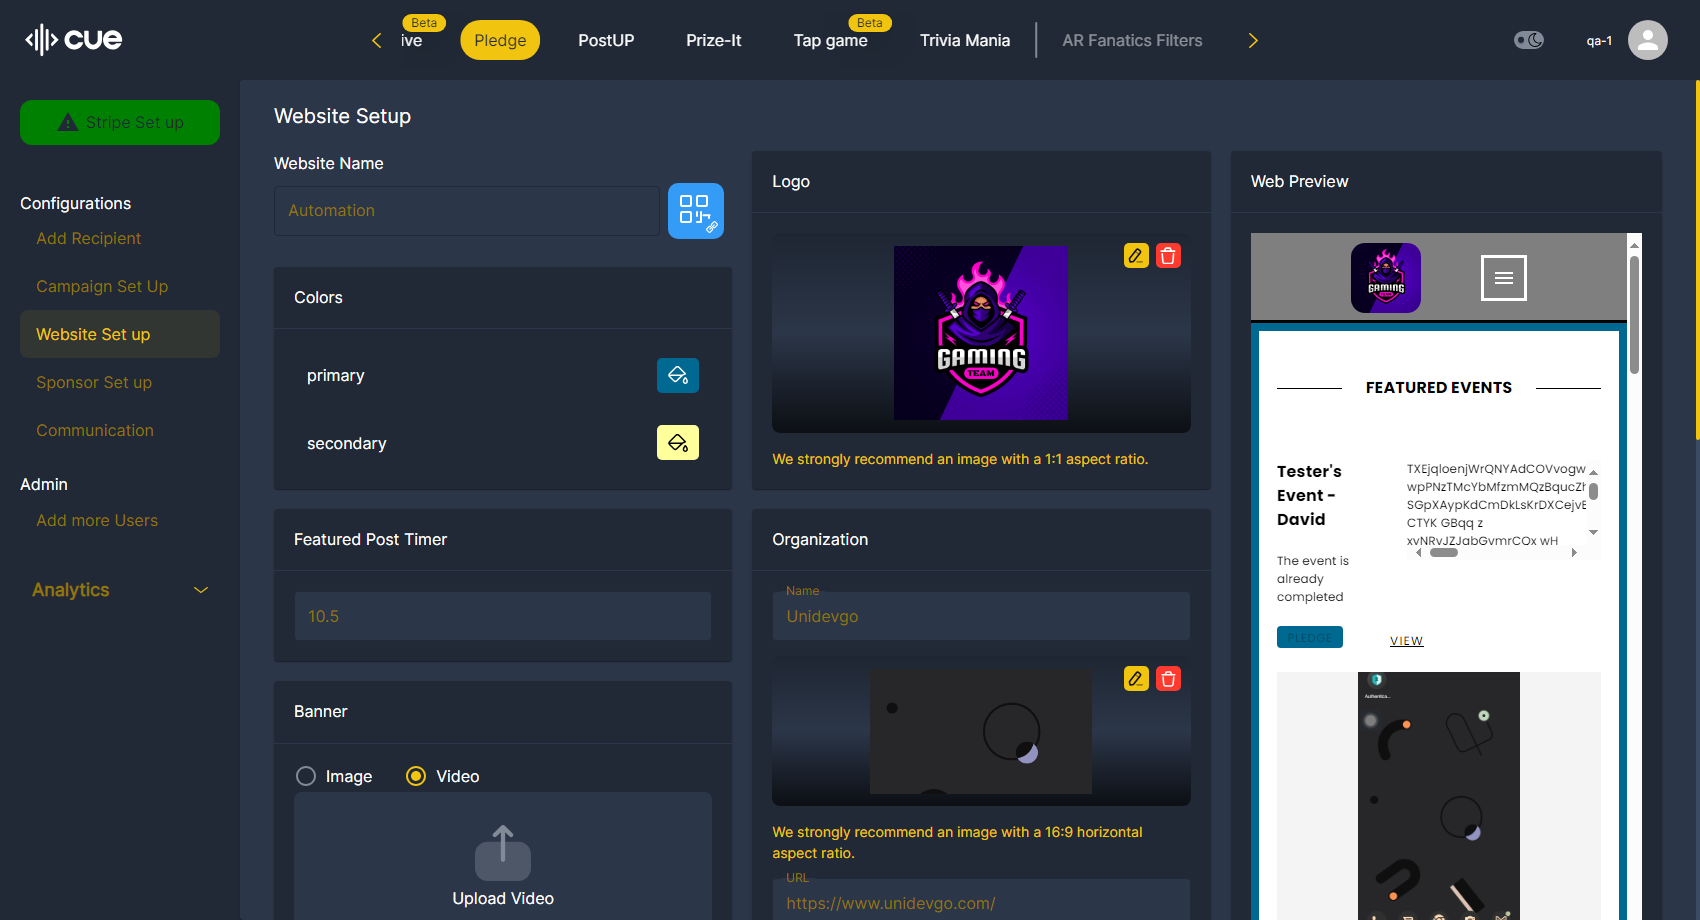 cue
ive
Beta
Pledge
PostUP
Prize-It
Tap game
Beta
Trivia Mania
AR Fanatics Filters
qa-1
Stripe Set up
Configurations
Add Recipient
Campaign Set Up
Website Set up
Sponsor Set up
Communication
Admin
Add more Users
Analytics
Website Setup
Website Name
Automation
Colors
primary
secondary
Featured Post Timer
10.5
Banner
Image
Video
Upload Video
Logo
GAMING
TEAM
We strongly recommend an image with a 1:1 aspect ratio.
Organization
Name
Unidevgo
We strongly recommend an image with a 16:9 horizontal
aspect ratio.
URL
https://www.unidevgo.com/
Web Preview
GAMING
TEAM
FEATURED EVENTS
Tester's
Event -
David
The event is
already
completed
CTYK GBqq z
xvNRvJZJabGvmrCOx wH
PLEDGE
VIEW
Authentica...